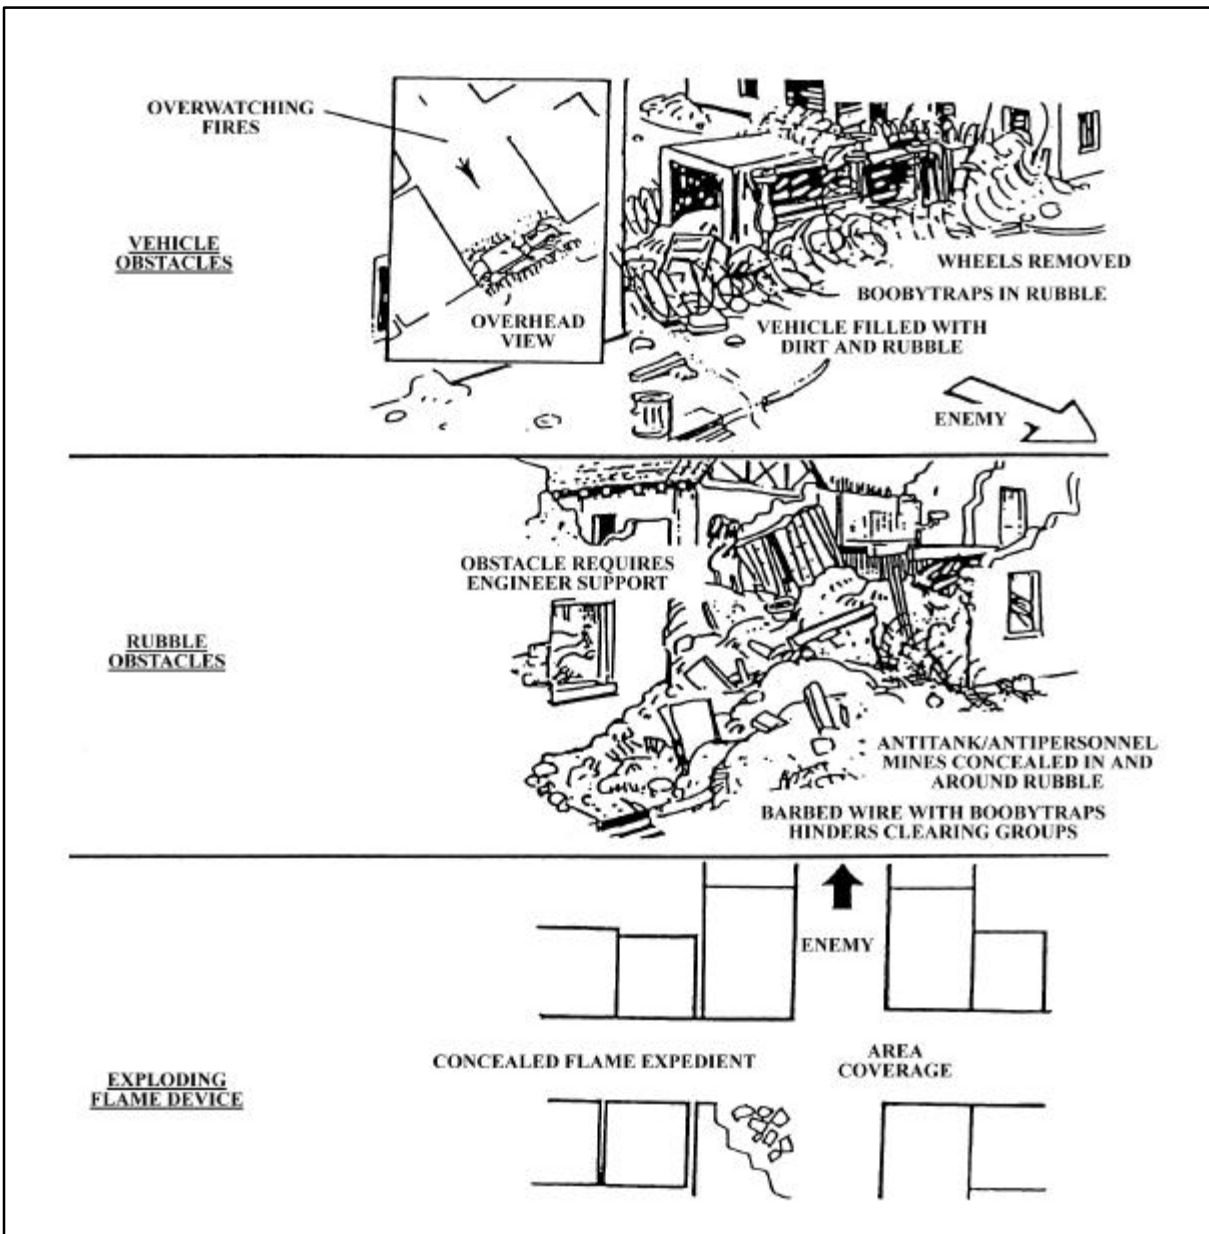 OVERWATCHING
FIRES
VEHICLE
OBSTACLES
OVERHEAD
VIEW
WHEELS REMOVED
BOOBYTRAPS IN RUBBLE
VEHICLE FILLED WITH
DIRT AND RUBBLE
ENEMY
OBSTACLE REQUIRES
ENGINEER SUPPORT
RUBBLE
OBSTACLES
ANTITANK/ANTIPERSONNEL
MINES CONCEALED IN AND
AROUND RUBBLE
BARBED WIRE WITH BOOBYTRAPS
HINDERS CLEARING GROUPS
ENEMY
CONCEALED FLAME EXPEDIENT
AREA
COVERAGE
EXPLODING
FLAME DEVICE